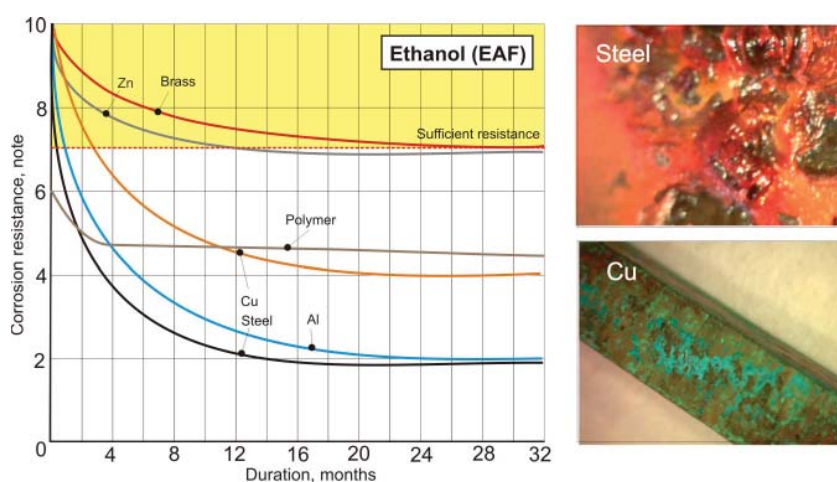 Ethanol (EAF)
Corrosion resistance, note
10
8
6
4
2
0
Zn
Brass
Sufficient resistance
Polymer
Cu
Steel
Al
4
8
12
16
20
24
28
32
Duration, months
Steel
Cu